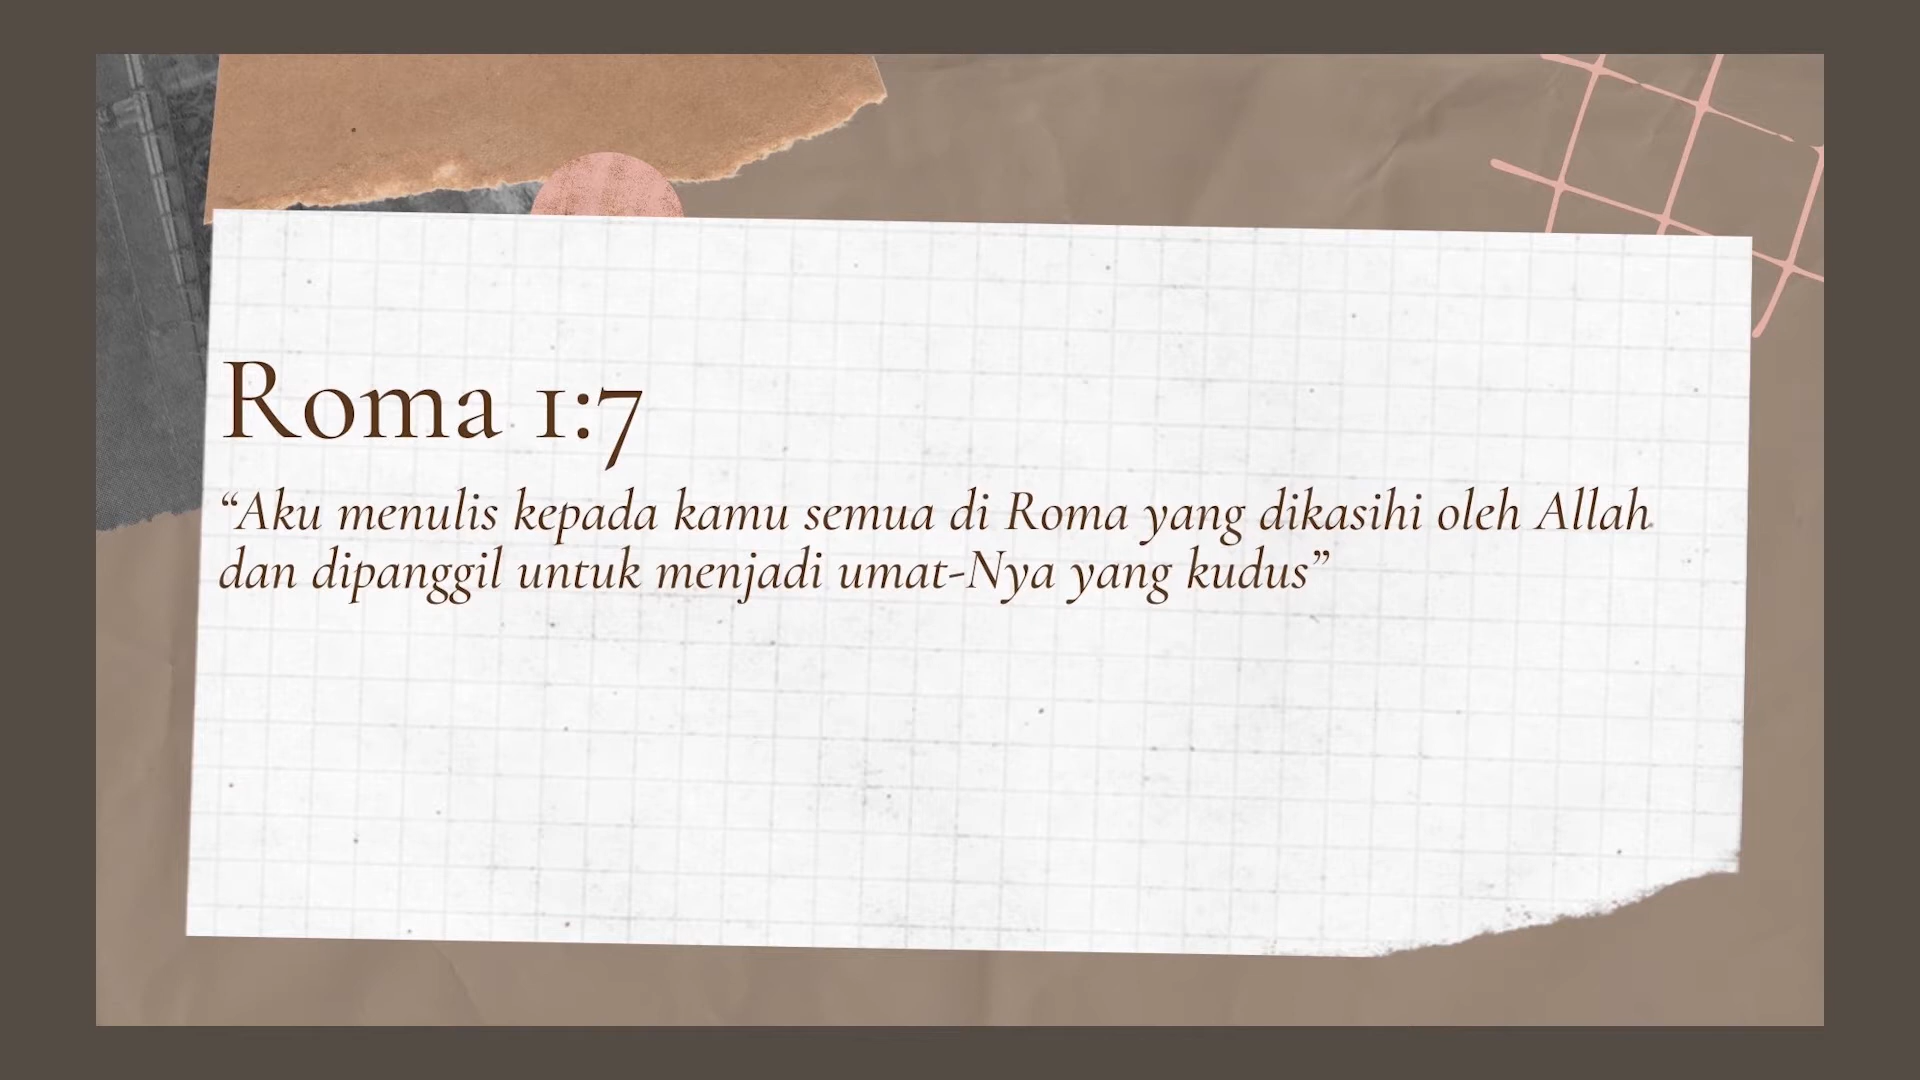 Roma 1:7
“Aku menulis kepada kamu semua di Roma yang dikasihi oleh Allah
dan dipanggil untuk menjadi umat-Nya yang kudus”